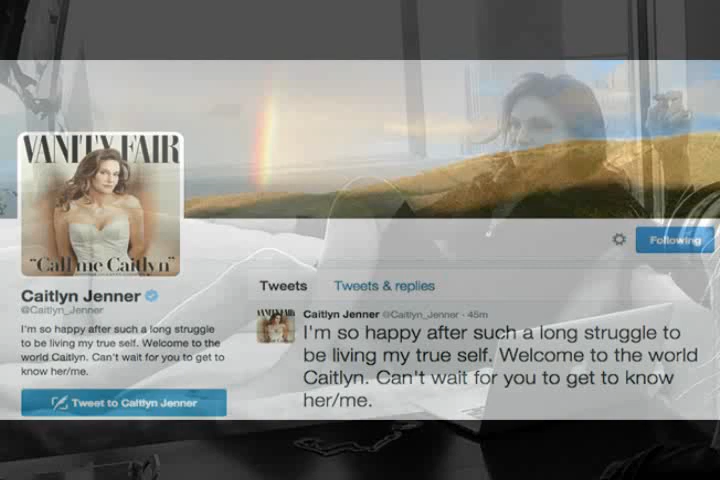 VANITY FAIR
"Call me Caitlyn"
Caitlyn Jenner
@Caitlyn_Jenner
I'm so happy after such a long struggle
to be living my true self. Welcome to the
world Caitlyn. Can't wait for you to get to
know her/me.
Tweet to Caitlyn Jenner
Following
Tweets Tweets & replies
VANITY FAIR
Caitlyn Jenner @Caitlyn_Jenner · 45m
I'm so happy after such a long struggle to
be living my true self. Welcome to the world
Caitlyn. Can't wait for you to get to know
her/me.